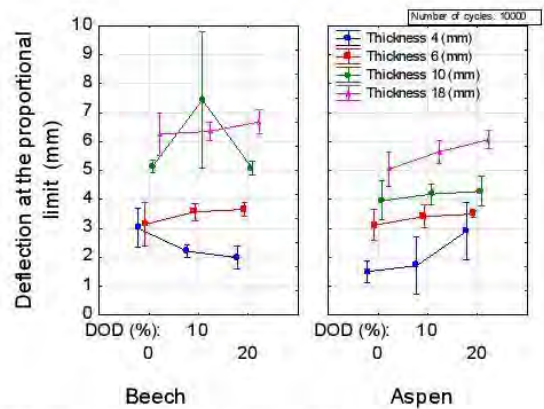 Number of cycles: 10000
Deflection at the proportional
limit (mm)
10
9
8
7
6
5
4
3
2
1
0
Thickness 4 (mm)
Thickness 6 (mm)
Thickness 10 (mm)
Thickness 18 (mm)
DOD (%): 10
0 20
DOD (%): 10
0 20
Beech Aspen